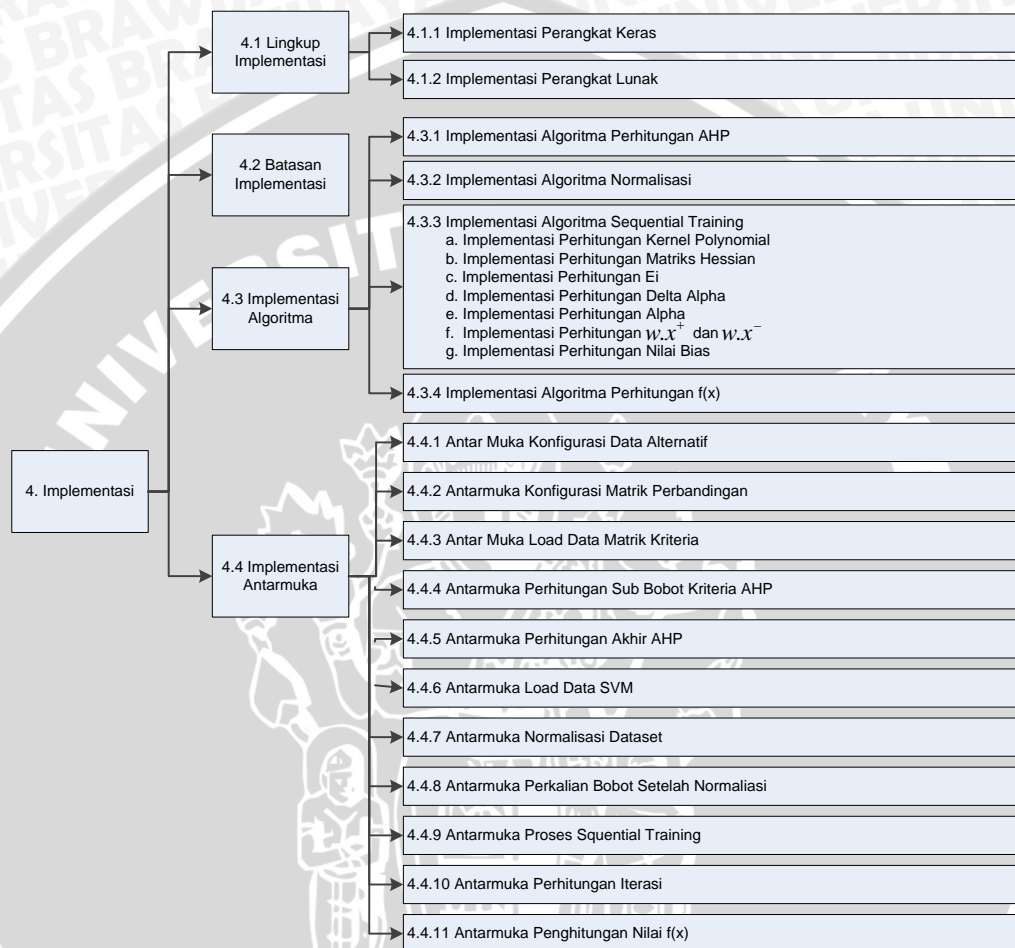 4. Implementasi
4.1 Lingkup
Implementasi
4.1.1 Implementasi Perangkat Keras
4.1.2 Implementasi Perangkat Lunak
4.2 Batasan
Implementasi
4.3 Implementasi
Algoritma
4.3.1 Implementasi Algoritma Perhitungan AHP
4.3.2 Implementasi Algoritma Normalisasi
4.3.3 Implementasi Algoritma Sequential Training
a. Implementasi Perhitungan Kernel Polynomial
b. Implementasi Perhitungan Matriks Hessian
c. Implementasi Perhitungan Ei
d. Implementasi Perhitungan Delta Alpha
e. Implementasi Perhitungan Alpha
f. Implementasi Perhitungan w.x⁺ dan w.x⁻
g. Implementasi Perhitungan Nilai Bias
4.3.4 Implementasi Algoritma Perhitungan f(x)
4.4 Implementasi
Antarmuka
4.4.1 Antar Muka Konfigurasi Data Alternatif
4.4.2 Antarmuka Konfigurasi Matrik Perbandingan
4.4.3 Antar Muka Load Data Matrik Kriteria
4.4.4 Antarmuka Perhitungan Sub Bobot Kriteria AHP
4.4.5 Antarmuka Perhitungan Akhir AHP
4.4.6 Antarmuka Load Data SVM
4.4.7 Antarmuka Normalisasi Dataset
4.4.8 Antarmuka Perkalian Bobot Setelah Normaliasi
4.4.9 Antarmuka Proses Squential Training
4.4.10 Antarmuka Perhitungan Iterasi
4.4.11 Antarmuka Penghitungan Nilai f(x)